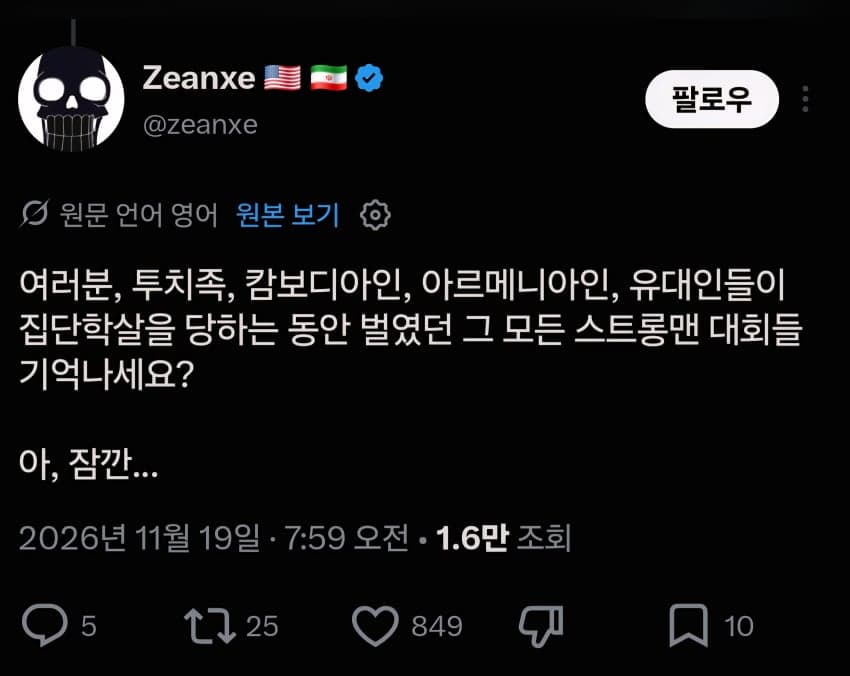 Zeanxe 🇺🇸 🇮🇷
@zeanxe
팔로우
원문 언어 영어 원본 보기
여러분, 투치족, 캄보디아인, 아르메니아인, 유대인들이
집단학살을 당하는 동안 벌였던 그 모든 스트롱맨 대회들
기억나세요?
아, 잠깐...
2026년 11월 19일 · 7:59 오전 · 1.6만 조회
5 25 849 10